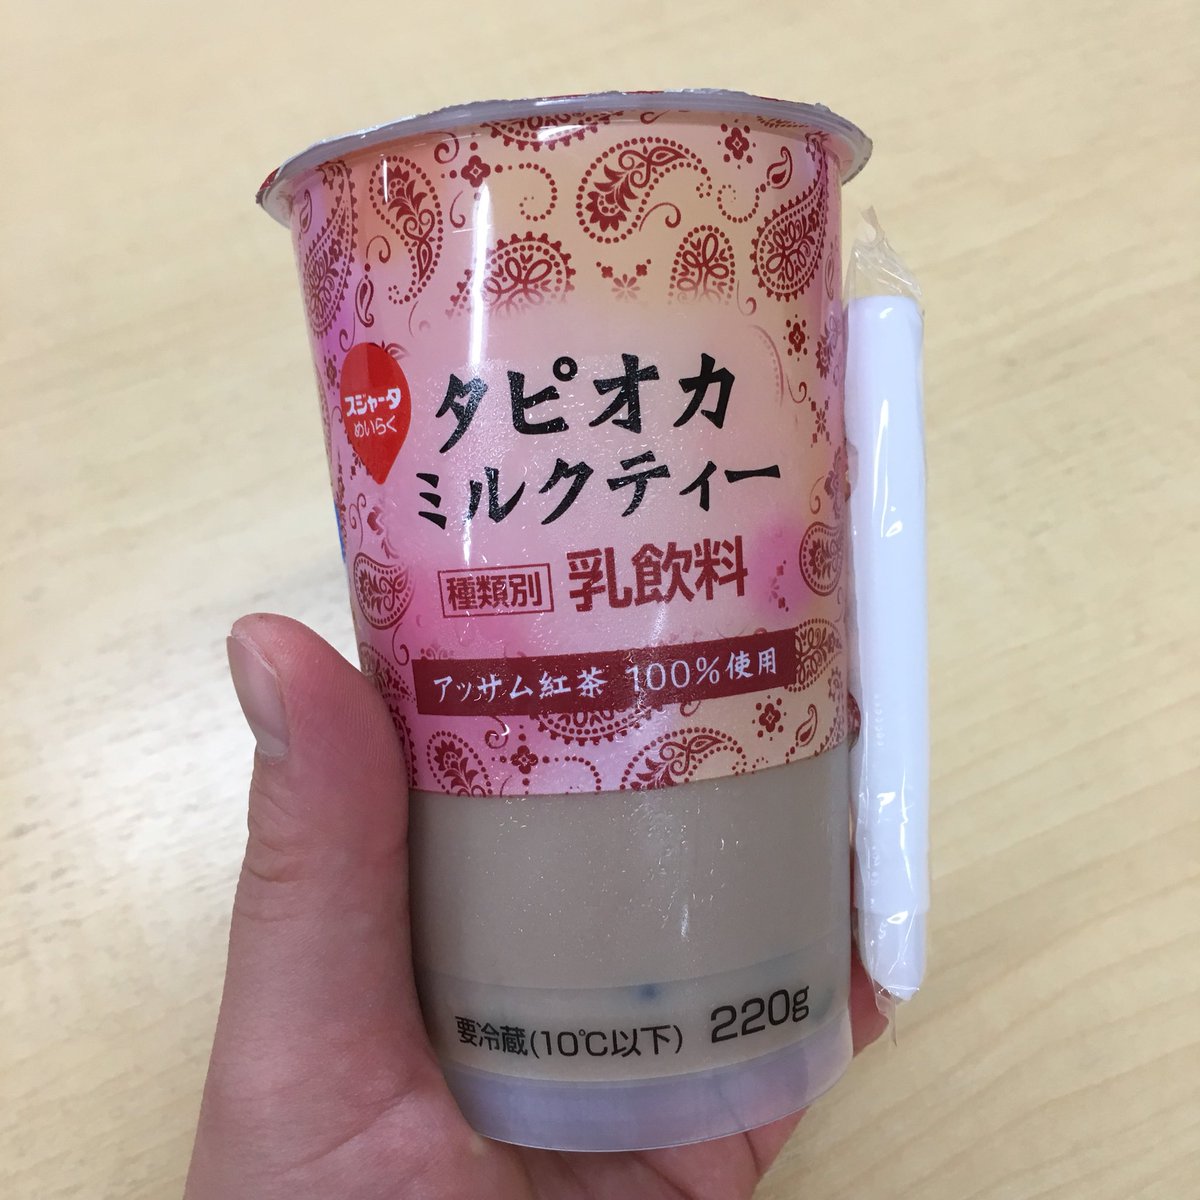 スジャータ
めいらく
タピオカ
ミルクティー
種類別 乳飲料
アッサム紅茶 100%使用
要冷蔵(10℃以下) 220g